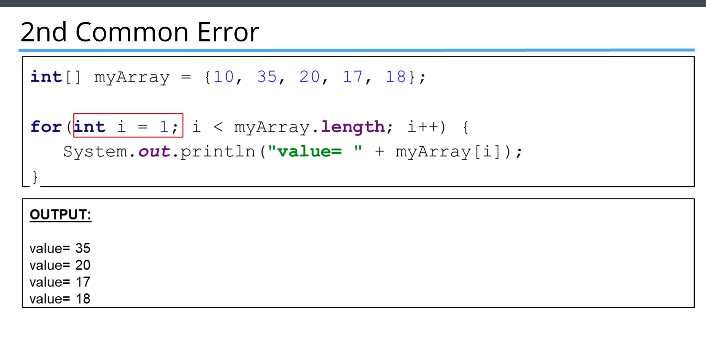 2nd Common Error
int[] myArray = {10, 35, 20, 17, 18};
for(int i = 1; i < myArray.length; i++) {
System.out.println("value= " + myArray[i]);
}
OUTPUT:
value= 35
value= 20
value= 17
value= 18